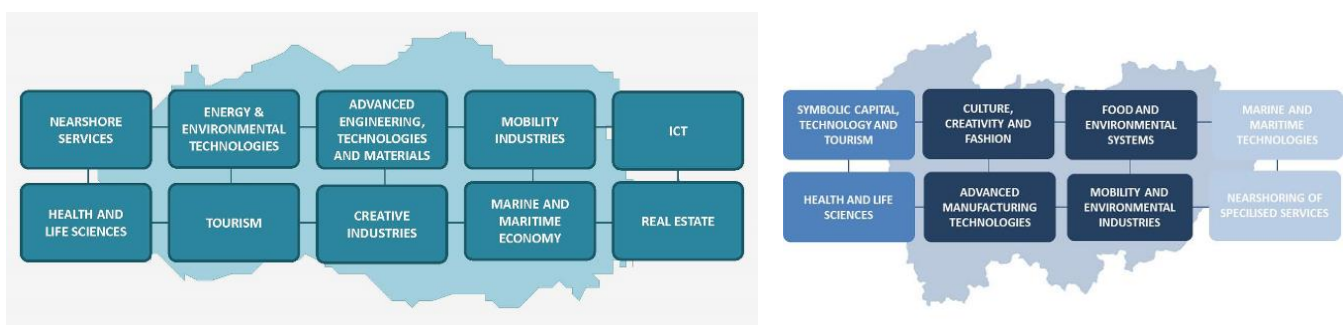 NEARSHORE
SERVICES
ENERGY &
ENVIRONMENTAL
TECHNOLOGIES
ADVANCED
ENGINEERING,
TECHNOLOGIES
AND MATERIALS
MOBILITY
INDUSTRIES
ICT
HEALTH AND
LIFE SCIENCES
TOURISM
CREATIVE
INDUSTRIES
MARINE AND
MARITIME
ECONOMY
REAL ESTATE
SYMBOLIC CAPITAL,
TECHNOLOGY AND
TOURISM
CULTURE,
CREATIVITY AND
FASHION
FOOD AND
ENVIRONMENTAL
SYSTEMS
MARINE AND
MARITIME
TECHNOLOGIES
HEALTH AND LIFE
SCIENCES
ADVANCED
MANUFACTURING
TECHNOLOGIES
MOBILITY AND
ENVIRONMENTAL
INDUSTRIES
NEARSHORING OF
SPECILISED SERVICES